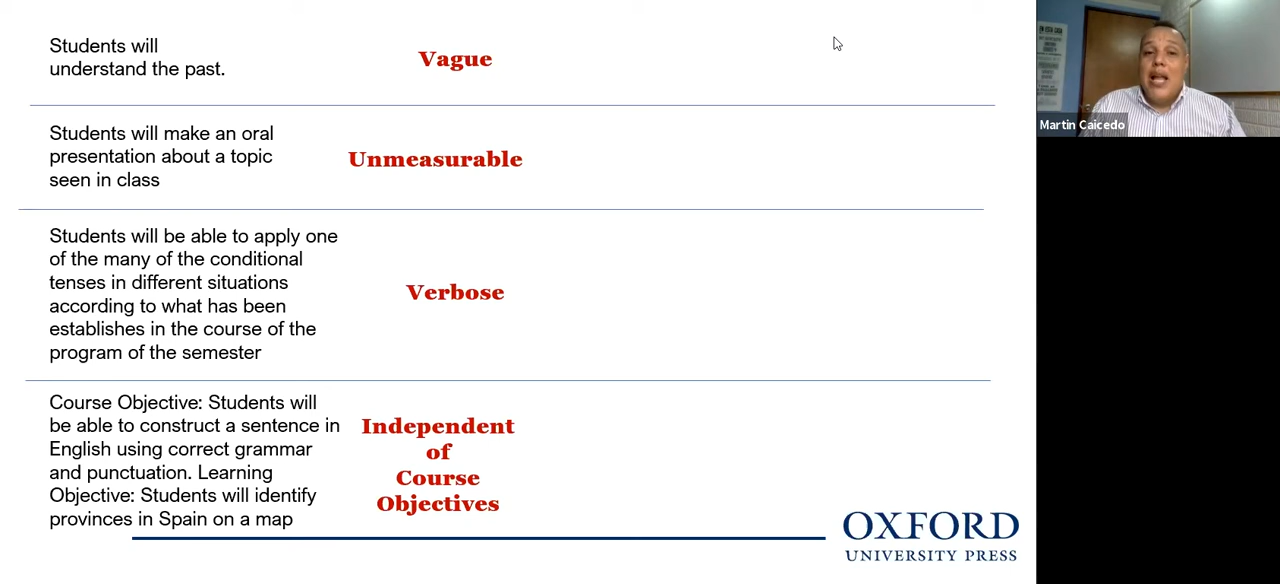 Students will
understand the past.
Vague
Students will make an oral
presentation about a topic
seen in class
Unmeasurable
Students will be able to apply one
of the many of the conditional
tenses in different situations
according to what has been
establishes in the course of the
program of the semester
Verbose
Course Objective: Students will
be able to construct a sentence in
English using correct grammar
and punctuation. Learning
Objective: Students will identify
provinces in Spain on a map
Independent
of
Course
Objectives
OXFORD
UNIVERSITY PRESS
Martin Caicedo